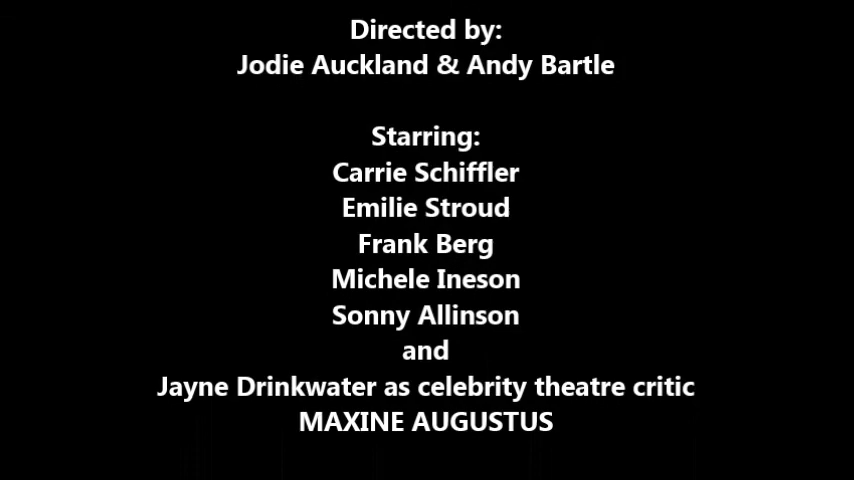 Directed by:
Jodie Auckland & Andy Bartle
Starring:
Carrie Schiffler
Emilie Stroud
Frank Berg
Michele Ineson
Sonny Allinson
and
Jayne Drinkwater as celebrity theatre critic
MAXINE AUGUSTUS